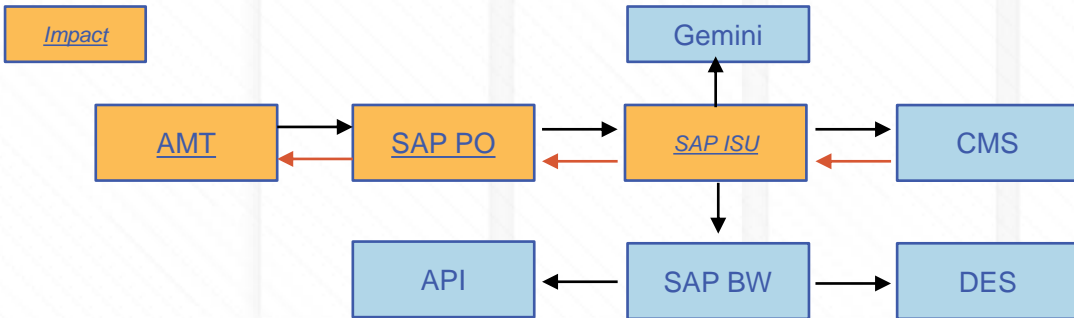 Impact
Gemini
AMT
SAP PO
SAP ISU
CMS
API
SAP BW
DES